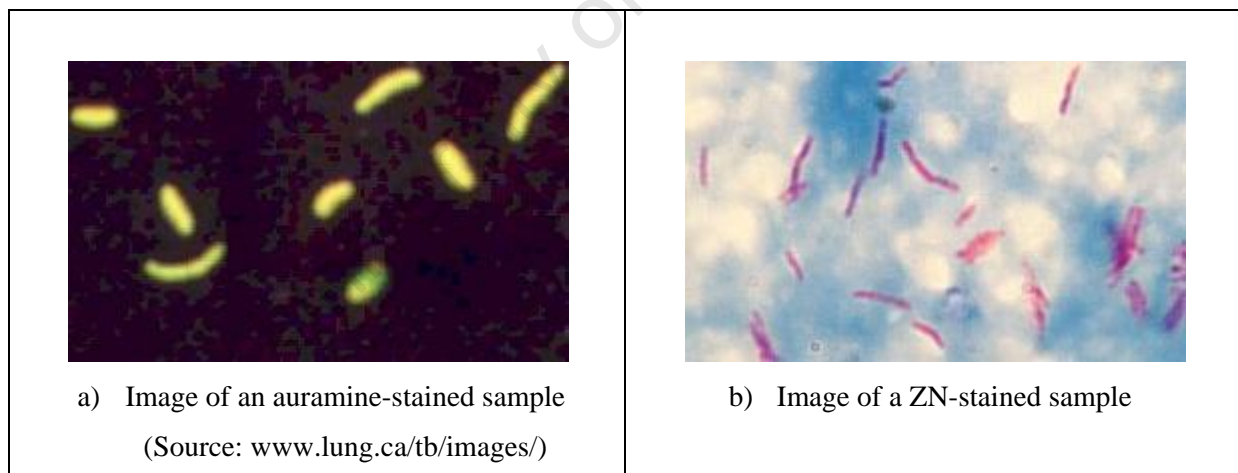 a) Image of an auramine-stained sample
(Source: www.lung.ca/tb/images/)
b) Image of a ZN-stained sample